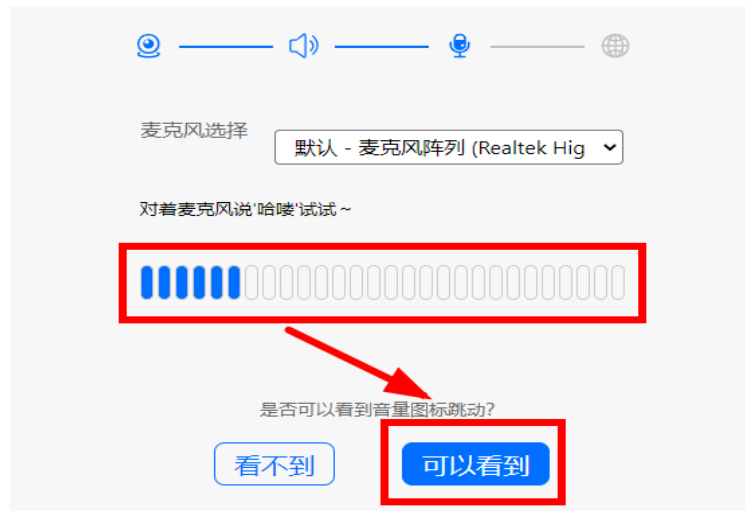 麦克风选择
默认 - 麦克风阵列 (Realtek Hig
对着麦克风说'哈喽'试试~
是否可以看到音量图标跳动?
看不到
可以看到